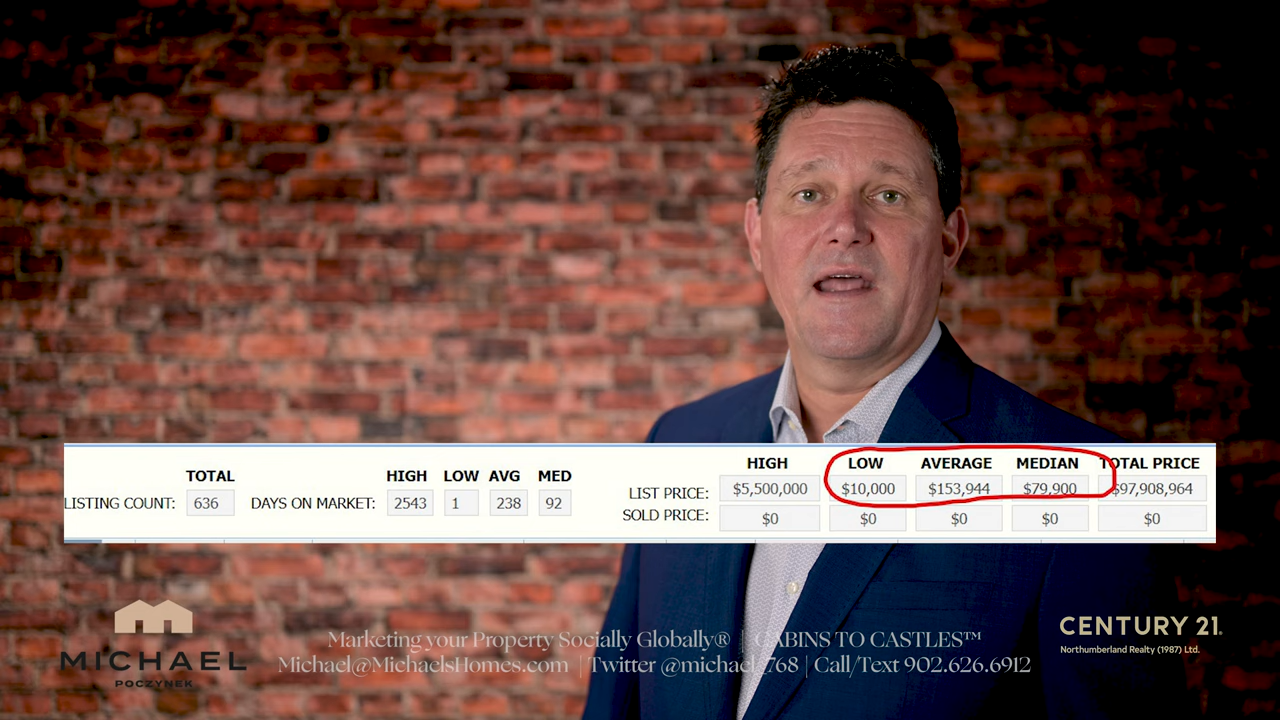 TOTAL
HIGH LOW AVG MED
LISTING COUNT: 636 DAYS ON MARKET: 2543 1 238 92
HIGH LOW AVERAGE MEDIAN TOTAL PRICE
LIST PRICE: $5,500,000 $10,000 $153,944 $79,900 $97,908,964
SOLD PRICE: $0 $0 $0 $0 $0
MICHAEL
POCZYNEK
Marketing your Property Socially Globally® | CABINS TO CASTLES™
Michael@MichaelsHomes.com | Twitter @michael_768 | Call/Text 902.626.6912
CENTURY 21.
Northumberland Realty (1987) Ltd.